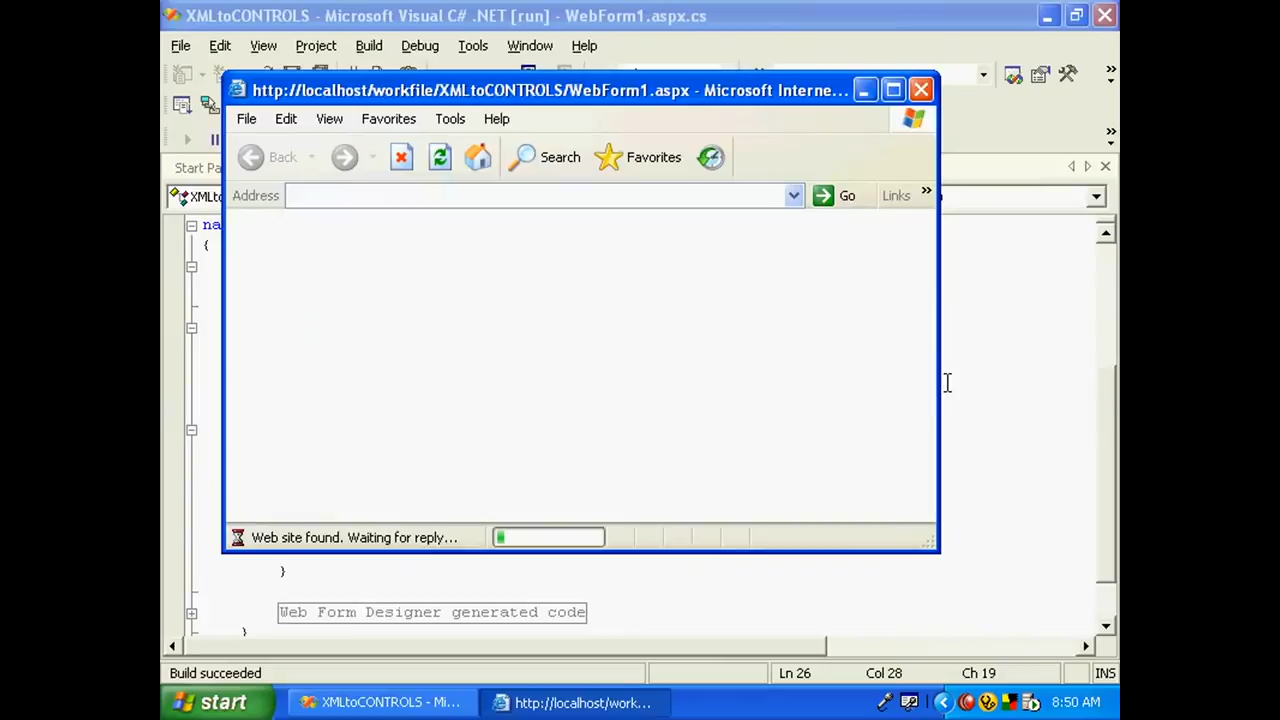 XMLtoCONTROLS - Microsoft Visual C# .NET [run] - WebForm1.aspx.cs
File Edit View Project Build Debug Tools Window Help
http://localhost/workfile/XMLtoCONTROLS/WebForm1.aspx - Microsoft Interne...
File Edit View Favorites Tools Help
Back Search Favorites
Start Pa
Address Go Links »
XMLto
na
{
Web site found. Waiting for reply...
}
Web Form Designer generated code
}
Build succeeded Ln 26 Col 28 Ch 19 INS
start XMLtoCONTROLS - Mi... http://localhost/work... 8:50 AM